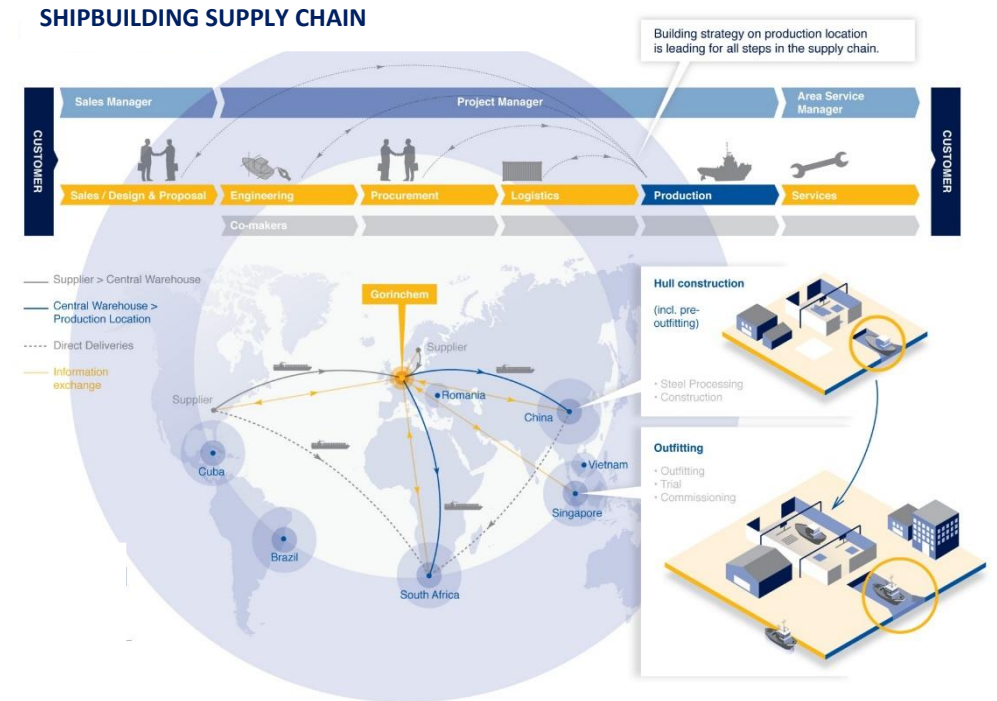 SHIPBUILDING SUPPLY CHAIN
Building strategy on production location
is leading for all steps in the supply chain.
CUSTOMER
Sales Manager
Project Manager
Area Service
Manager
CUSTOMER
Sales / Design & Proposal
Engineering
Procurement
Logistics
Production
Services
Co-makers
Supplier > Central Warehouse
Central Warehouse >
Production Location
Direct Deliveries
Information
exchange
Gorinchem
Supplier
Supplier
Romania
China
Cuba
Vietnam
Singapore
Brazil
South Africa
Hull construction
(incl. pre-
outfitting)
• Steel Processing
• Construction
Outfitting
• Outfitting
• Trial
• Commissioning